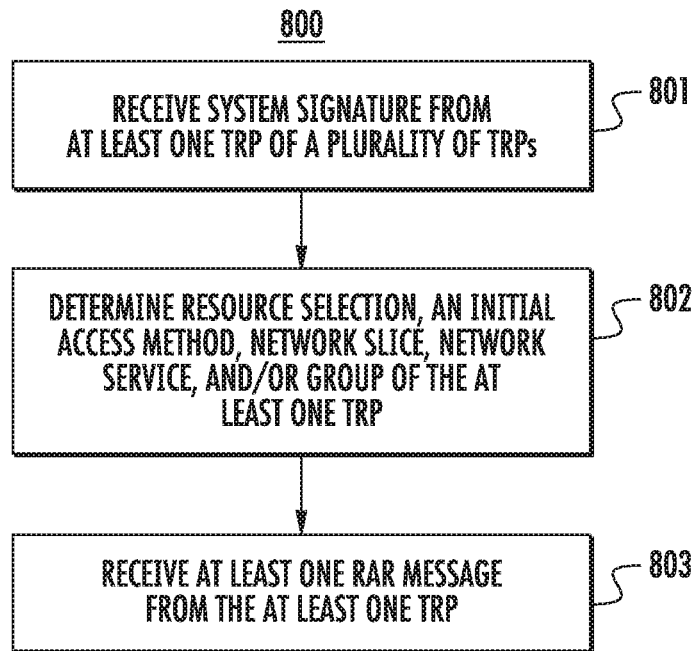 800
RECEIVE SYSTEM SIGNATURE FROM
AT LEAST ONE TRP OF A PLURALITY OF TRPs
801
DETERMINE RESOURCE SELECTION, AN INITIAL
ACCESS METHOD, NETWORK SLICE, NETWORK
SERVICE, AND/OR GROUP OF THE AT
LEAST ONE TRP
802
RECEIVE AT LEAST ONE RAR MESSAGE
FROM THE AT LEAST ONE TRP
803